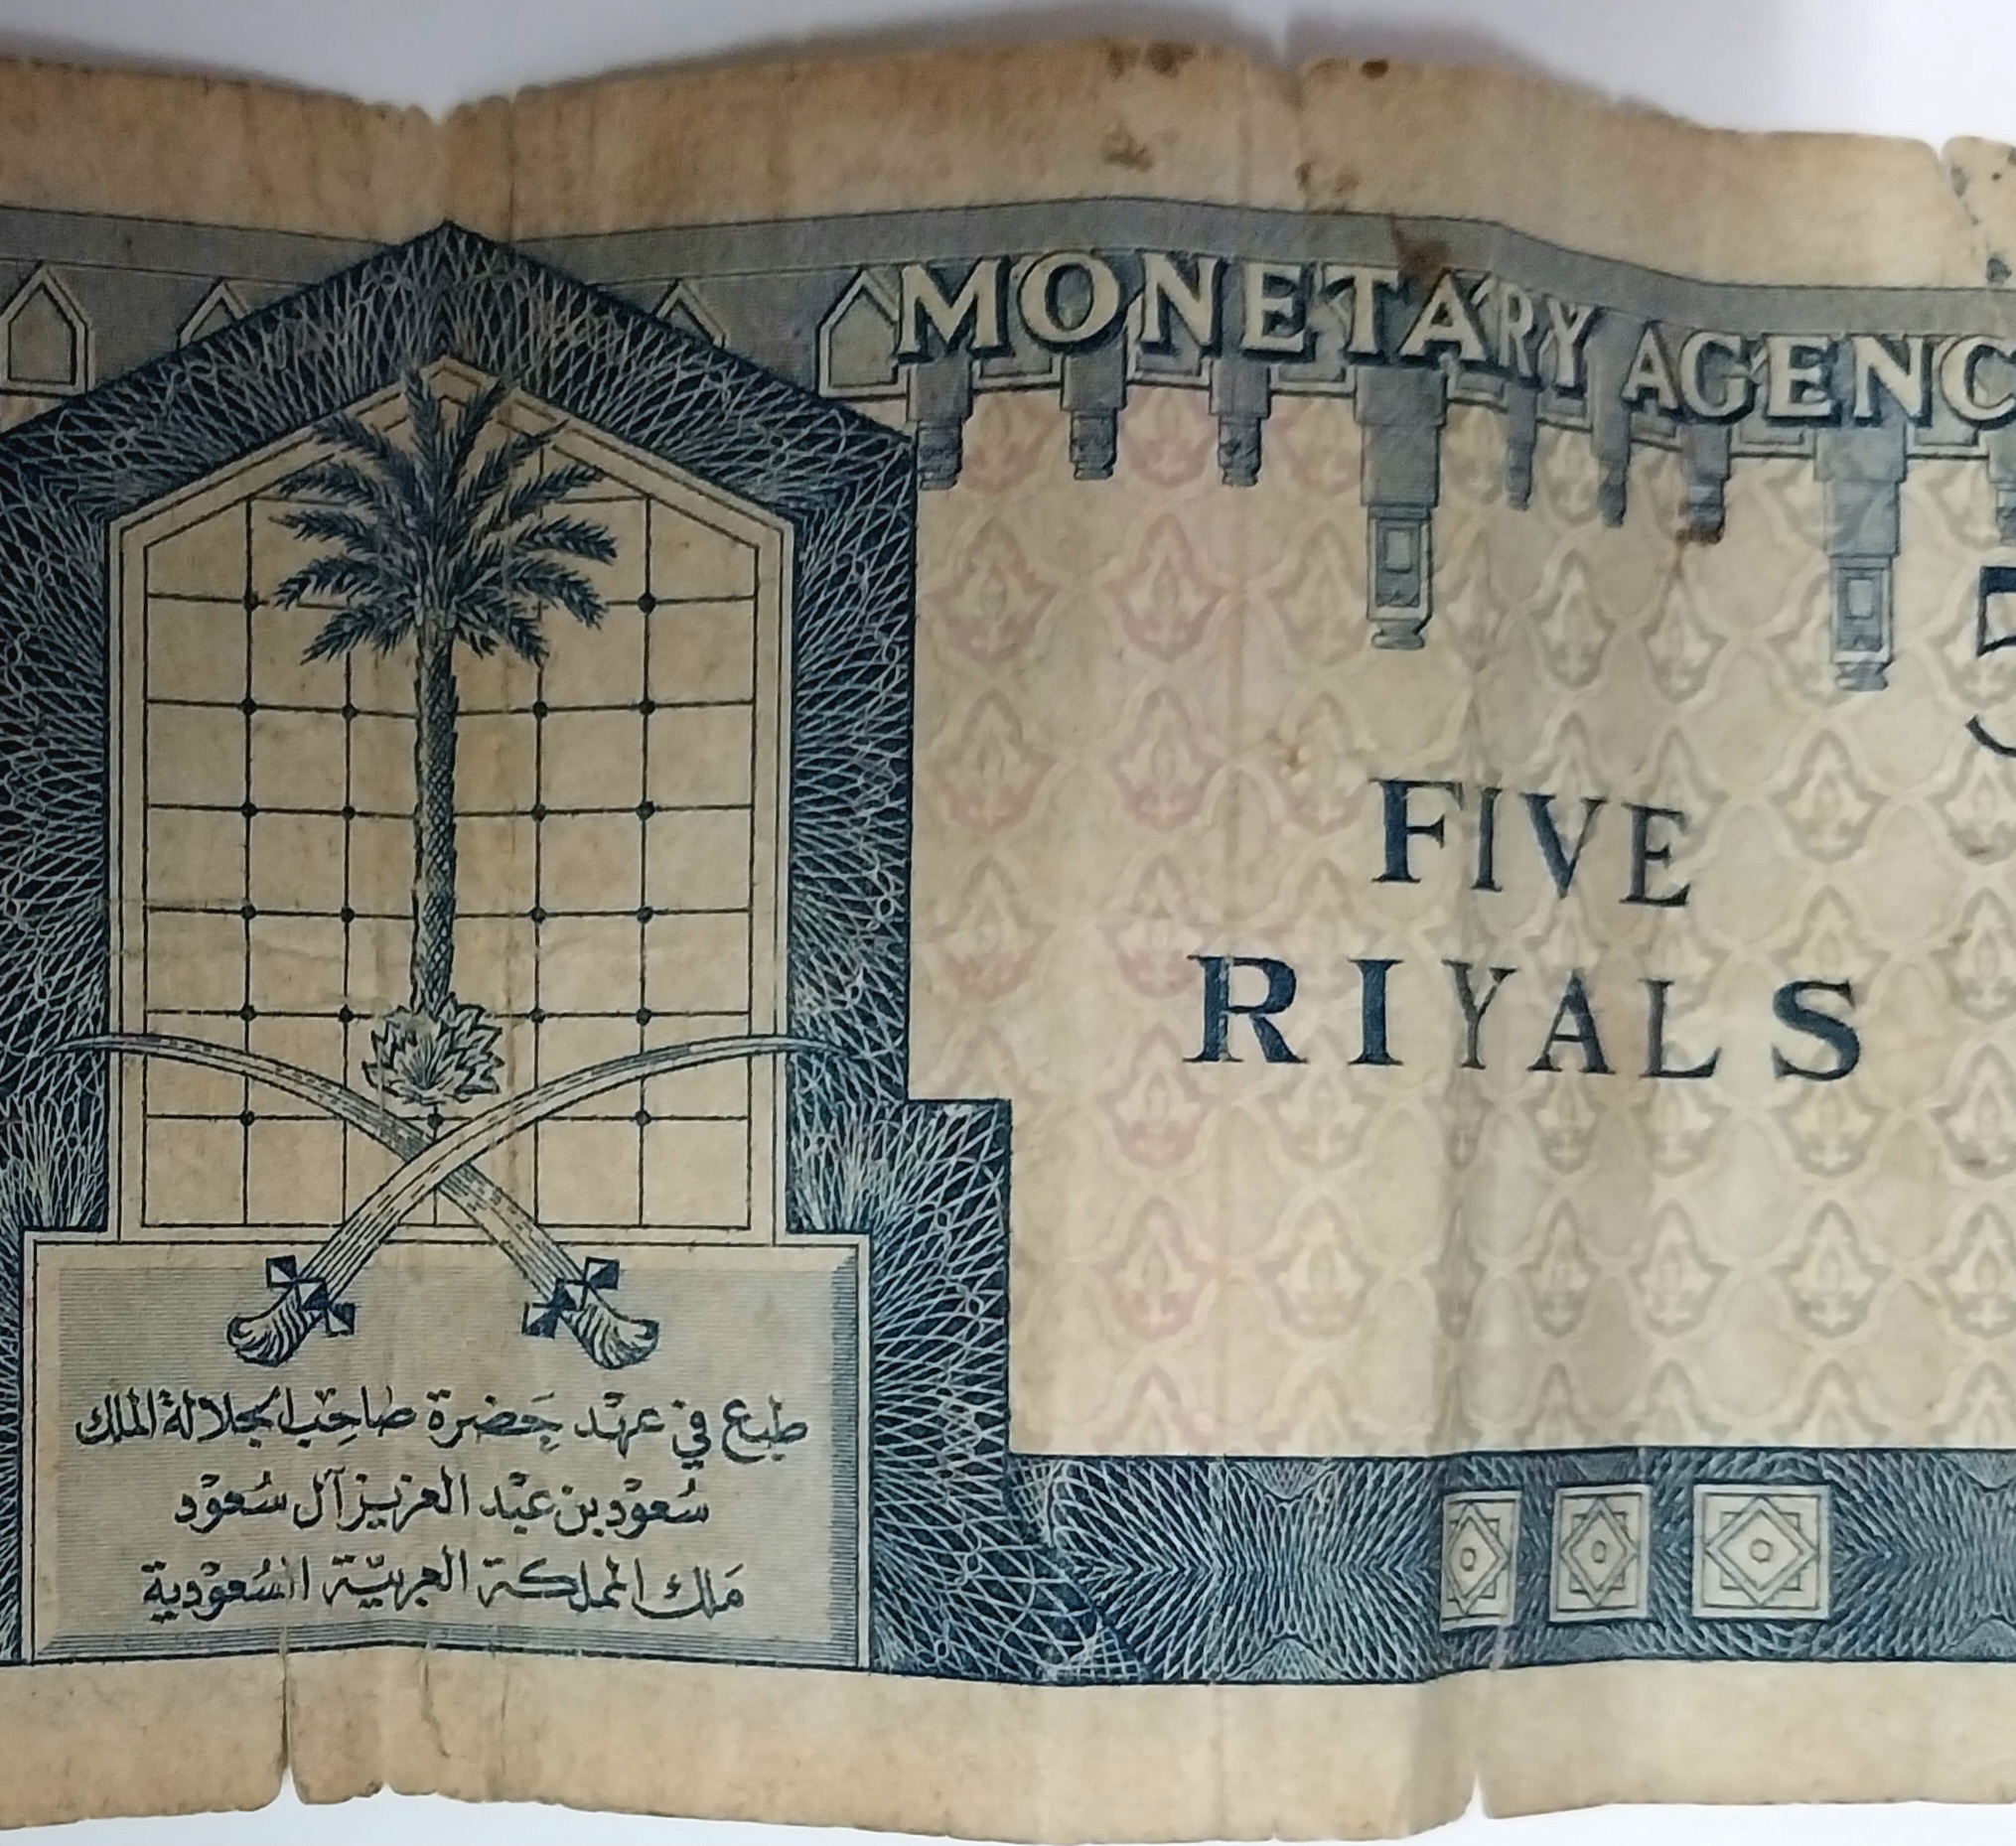 MONETARY AGENC
5
FIVE
RIYALS
طبع في عهد حضرة صاحب الجلالة الملك
سعود بن عبد العزيز آل سعود
ملك المملكة العربية السعودية